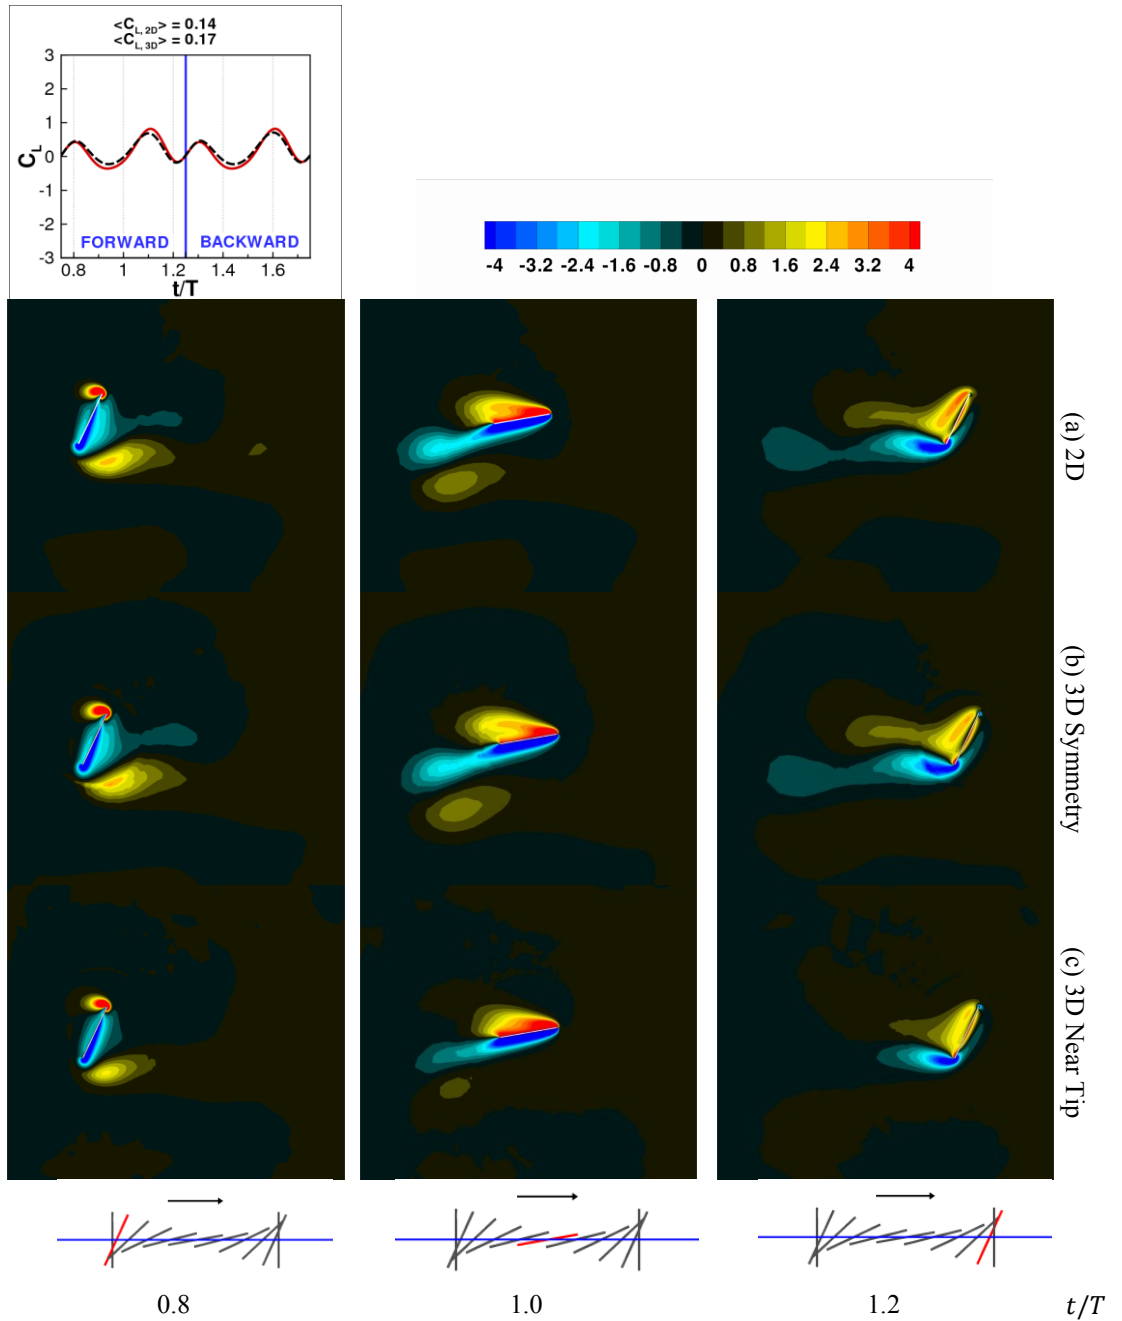 <C_L, 2D> = 0.14
<C_L, 3D> = 0.17
3
2
1
0
-1
-2
-3
C_L
FORWARD BACKWARD
0.8 1 1.2 1.4 1.6
t/T
-4 -3.2 -2.4 -1.6 -0.8 0 0.8 1.6 2.4 3.2 4
(a) 2D
(b) 3D Symmetry
(c) 3D Near Tip
0.8 1.0 1.2 t/T